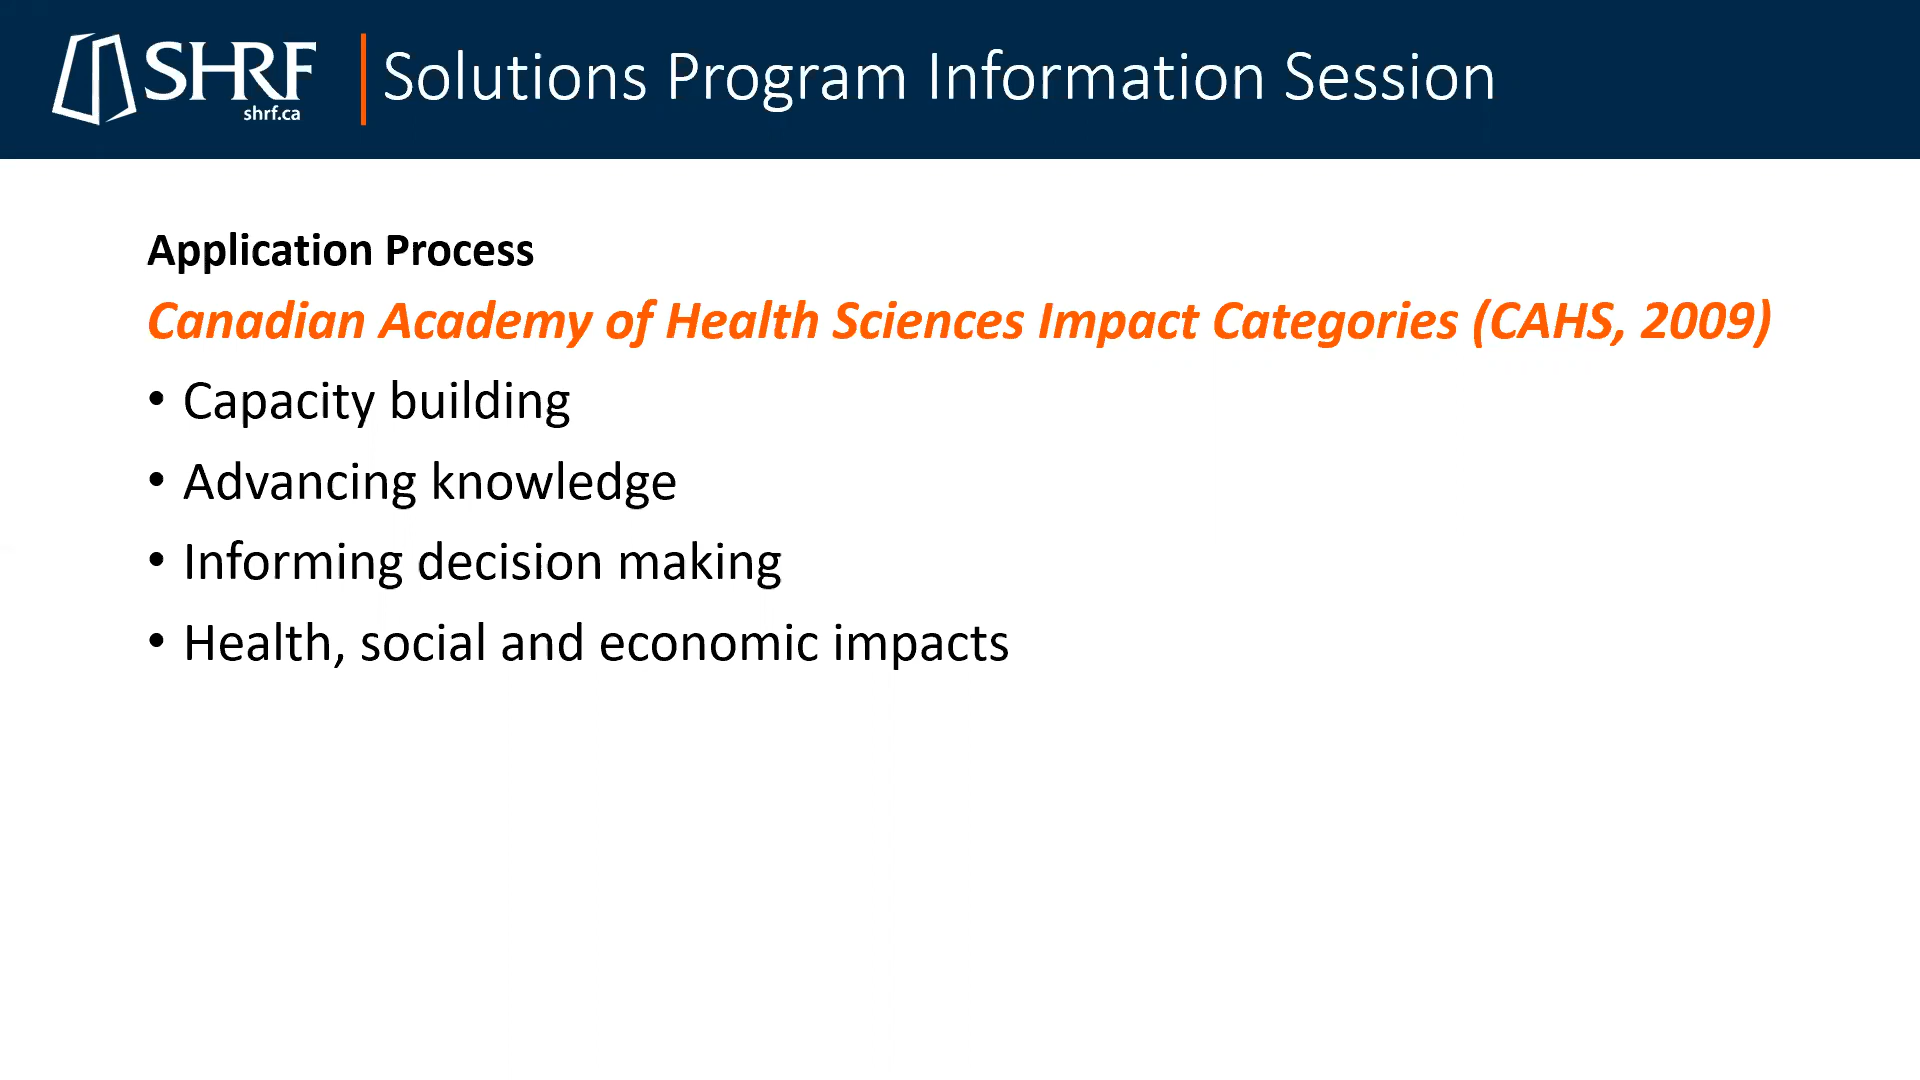 SHRF
shrf.ca
Solutions Program Information Session
Application Process
Canadian Academy of Health Sciences Impact Categories (CAHS, 2009)
• Capacity building
• Advancing knowledge
• Informing decision making
• Health, social and economic impacts